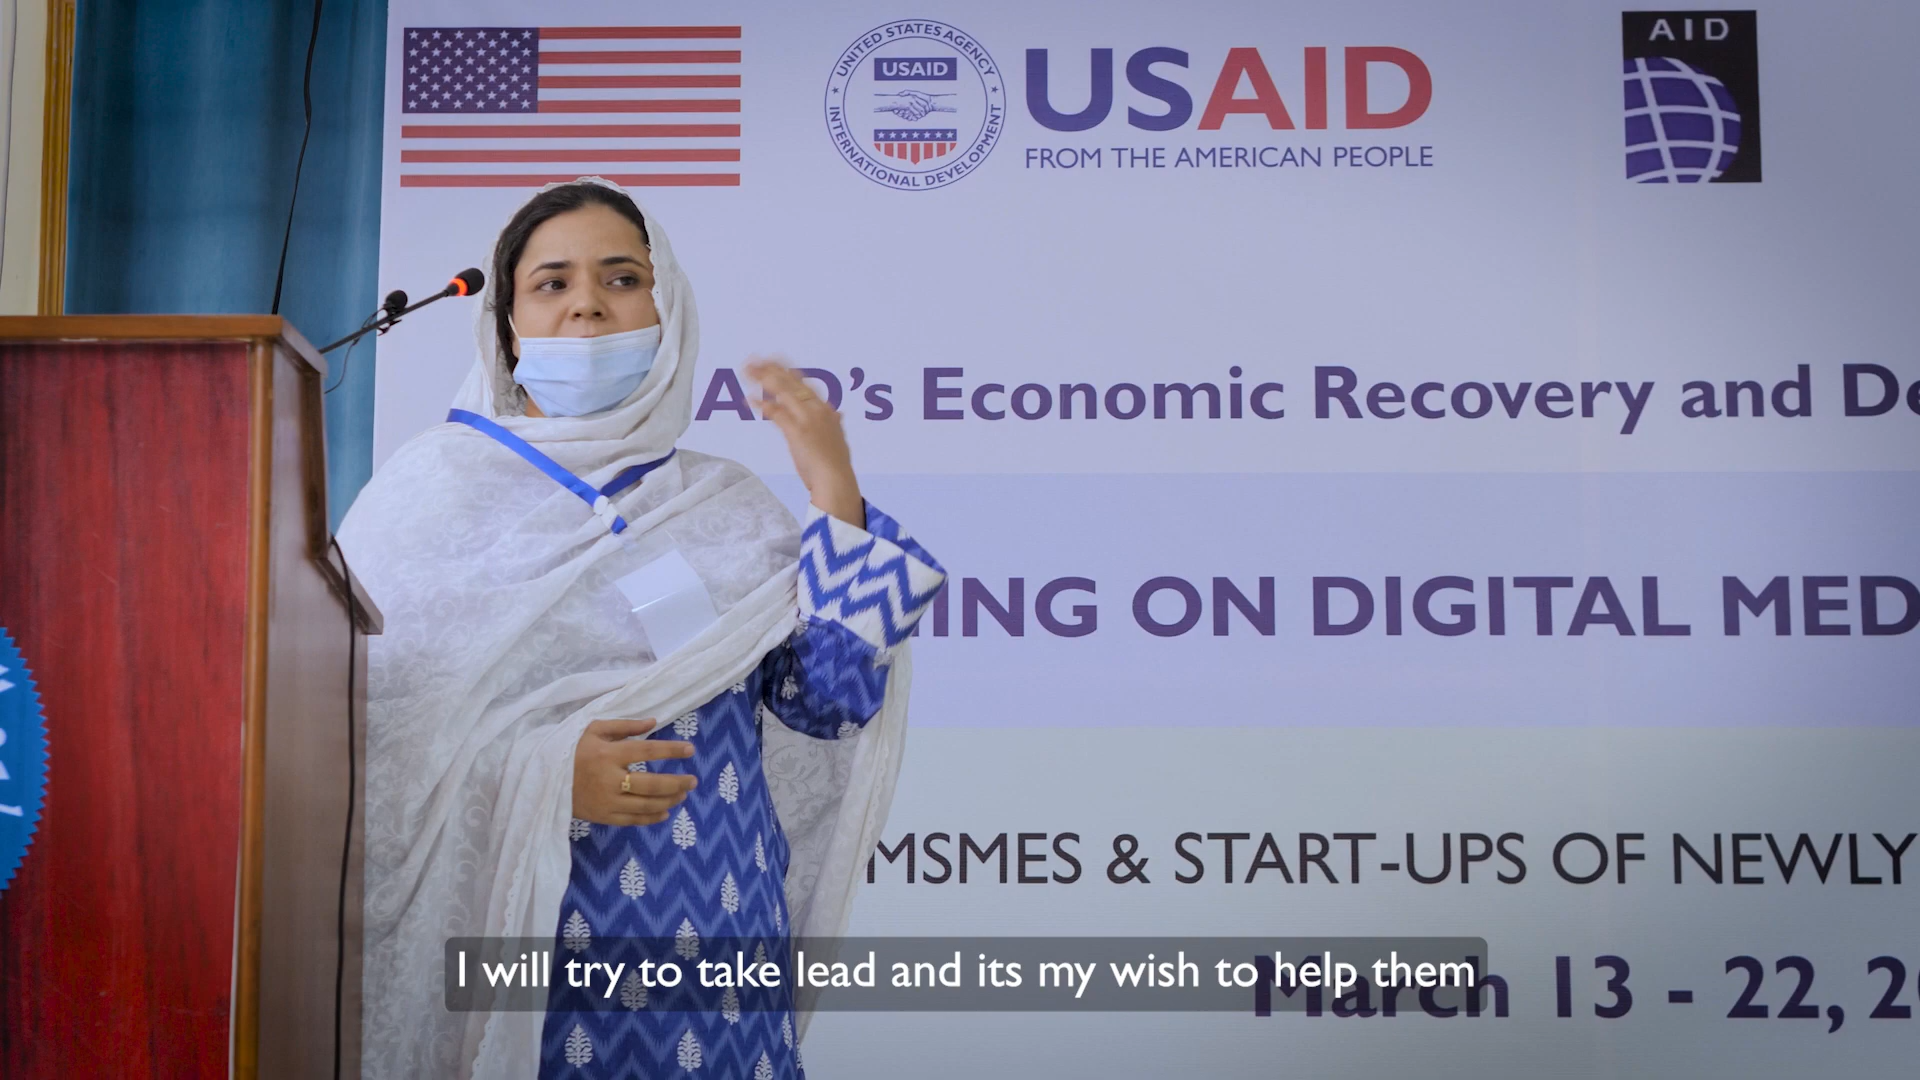 UNITED STATES AGENCY
USAID
INTERNATIONAL DEVELOPMENT
USAID
FROM THE AMERICAN PEOPLE
AID
AID's Economic Recovery and De
ING ON DIGITAL MED
MSMES & START-UPS OF NEWLY
I will try to take lead and its my wish to help them
March 13 - 22, 20